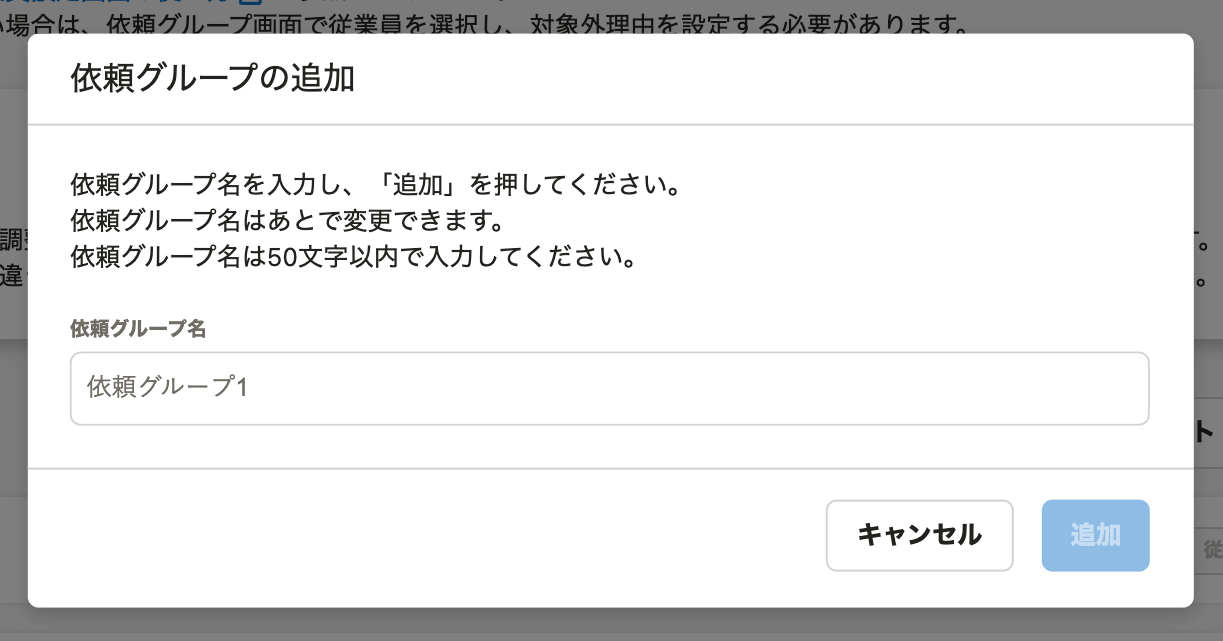 い場合は、依頼グループ画面で従業員を選択し、対象外理由を設定する必要があります。
依頼グループの追加
依頼グループ名を入力し、「追加」を押してください。
依頼グループ名はあとで変更できます。
依頼グループ名は50文字以内で入力してください。
調
す。
違
。
依頼グループ名
依頼グループ1
ト
キャンセル
追加
従